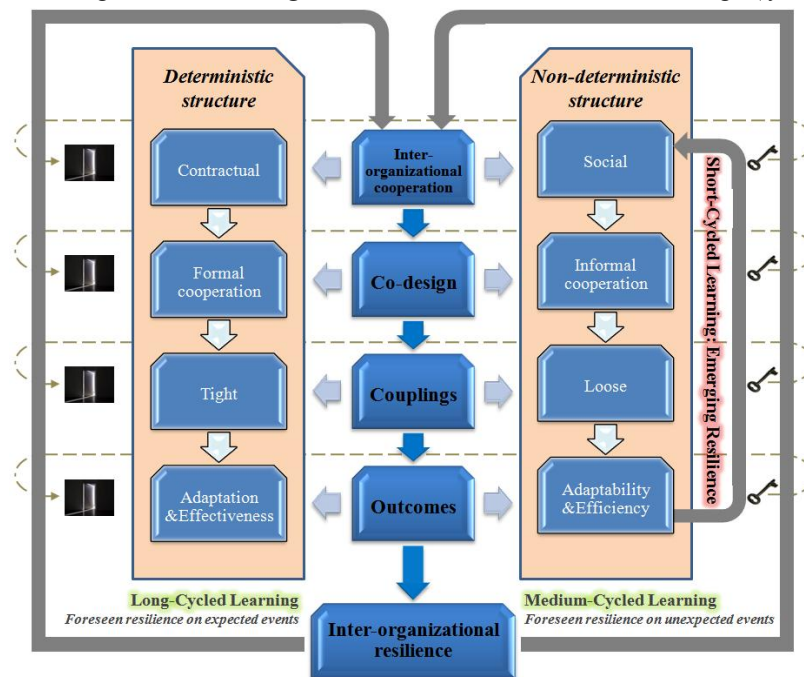 Deterministic
structure
Non-deterministic
structure
Contractual
Inter-
organizational
cooperation
Social
Formal
cooperation
Co-design
Informal
cooperation
Tight
Couplings
Loose
Adaptation
&Effectiveness
Outcomes
Adaptability
&Efficiency
Short-Cycled Learning: Emerging Resilience
Long-Cycled Learning
Foreseen resilience on expected events
Medium-Cycled Learning
Foreseen resilience on unexpected events
Inter-organizational
resilience